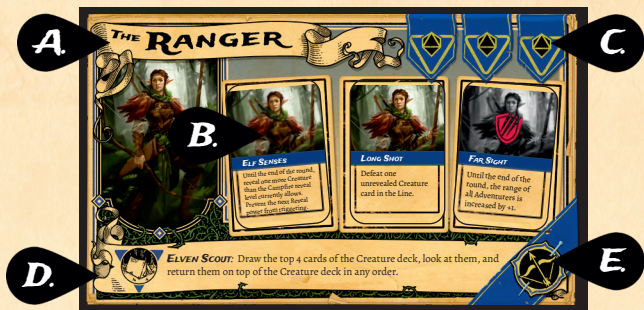 A.
THE RANGER
C.
B.
ELF SENSES
Until the end of the round,
reveal one more Creature
than the Campfire reveal
level currently allows.
Prevent the next Reveal
power from triggering.
LONG SHOT
Defeat one
unrevealed Creature
card in the Line.
FAR SIGHT
Until the end of the
round, the range of
all Adventurers is
increased by +1.
D.
ELVEN SCOUT: Draw the top 4 cards of the Creature deck, look at them, and
return them on top of the Creature deck in any order.
E.